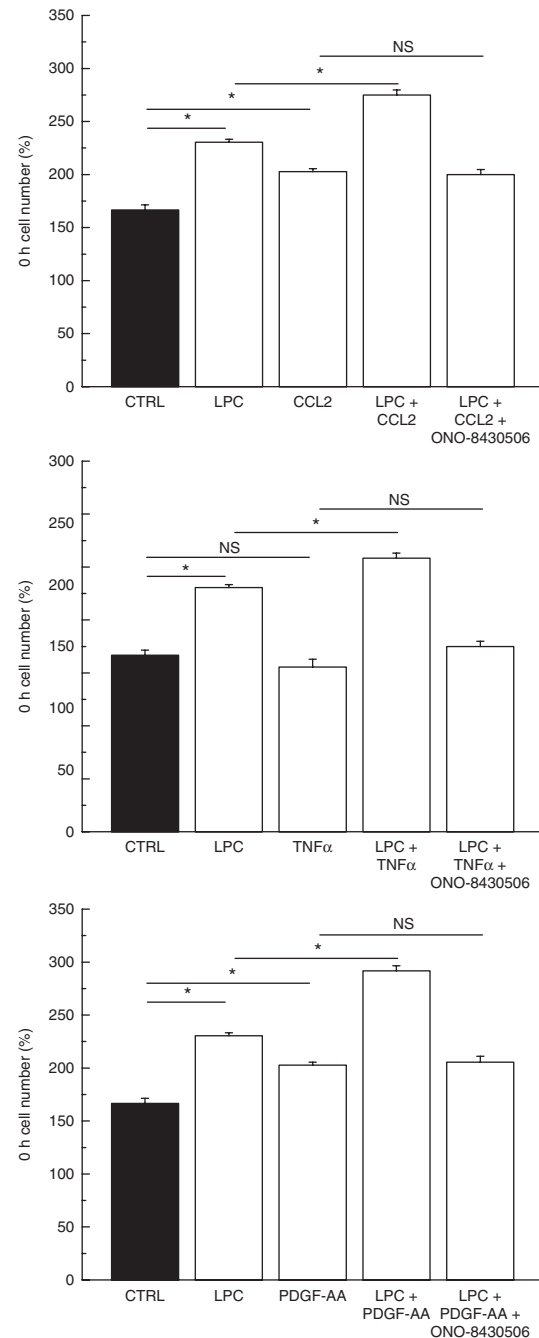 350
300
250
200
150
100
50
0
0 h cell number (%)
*
*
*
NS
CTRL
LPC
CCL2
LPC +
CCL2
LPC +
CCL2 +
ONO-8430506
300
250
200
150
100
50
0
0 h cell number (%)
*
NS
*
NS
CTRL
LPC
TNFα
LPC +
TNFα
LPC +
TNFα +
ONO-8430506
350
300
250
200
150
100
50
0
0 h cell number (%)
*
*
*
NS
CTRL
LPC
PDGF-AA
LPC +
PDGF-AA
LPC +
PDGF-AA +
ONO-8430506